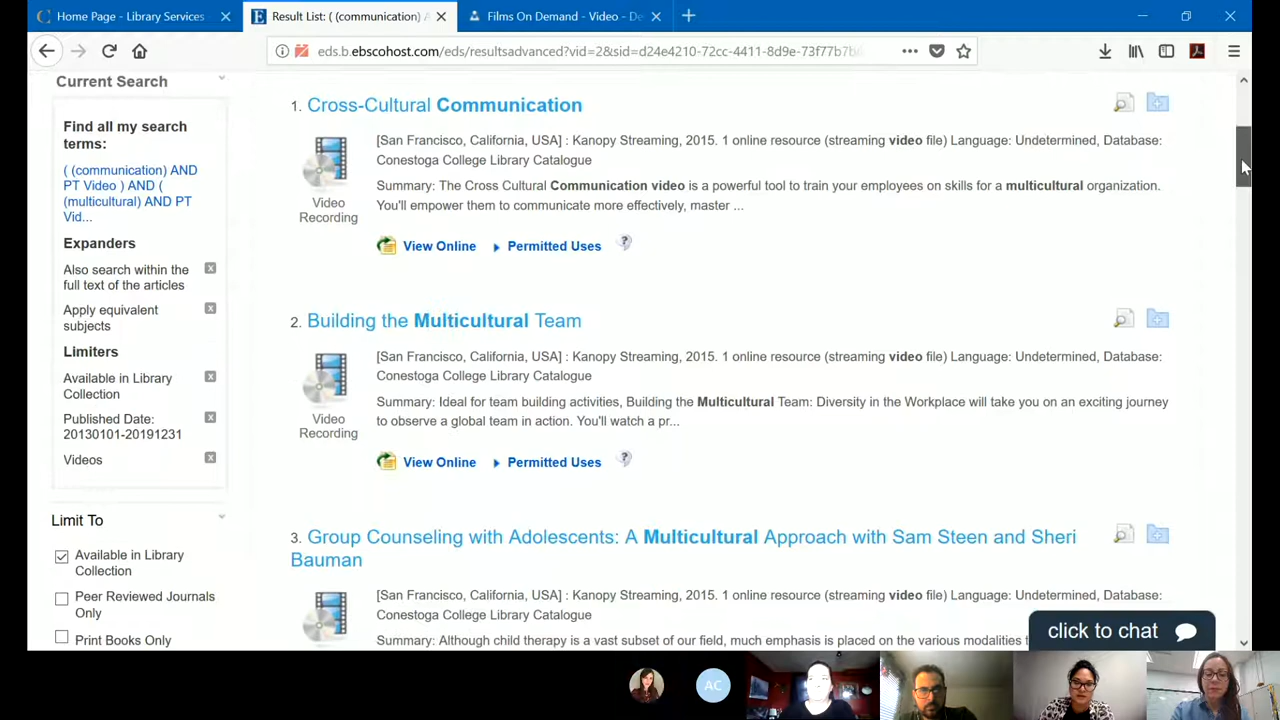 Home Page - Library Services
Result List: ( (communication) A
Films On Demand - Video - De
eds.b.ebscohost.com/eds/resultsadvanced?vid=2&sid=d24e4210-72cc-4411-8d9e-73f77b7b
Current Search
Find all my search
terms:
( (communication) AND
PT Video ) AND (
(multicultural) AND PT
Vid...
Expanders
Also search within the
full text of the articles
Apply equivalent
subjects
Limiters
Available in Library
Collection
Published Date:
20130101-20191231
Videos
Limit To
Available in Library
Collection
Peer Reviewed Journals
Only
Print Books Only
1. Cross-Cultural Communication
[San Francisco, California, USA] : Kanopy Streaming, 2015. 1 online resource (streaming video file) Language: Undetermined, Database:
Conestoga College Library Catalogue
Video
Recording
Summary: The Cross Cultural Communication video is a powerful tool to train your employees on skills for a multicultural organization.
You'll empower them to communicate more effectively, master ...
View Online
Permitted Uses
2. Building the Multicultural Team
[San Francisco, California, USA] : Kanopy Streaming, 2015. 1 online resource (streaming video file) Language: Undetermined, Database:
Conestoga College Library Catalogue
Video
Recording
Summary: Ideal for team building activities, Building the Multicultural Team: Diversity in the Workplace will take you on an exciting journey
to observe a global team in action. You'll watch a pr...
View Online
Permitted Uses
3. Group Counseling with Adolescents: A Multicultural Approach with Sam Steen and Sheri
Bauman
[San Francisco, California, USA] : Kanopy Streaming, 2015. 1 online resource (streaming video file) Language: Undetermined, Database:
Conestoga College Library Catalogue
Summary: Although child therapy is a vast subset of our field, much emphasis is placed on the various modalities
click to chat
AC